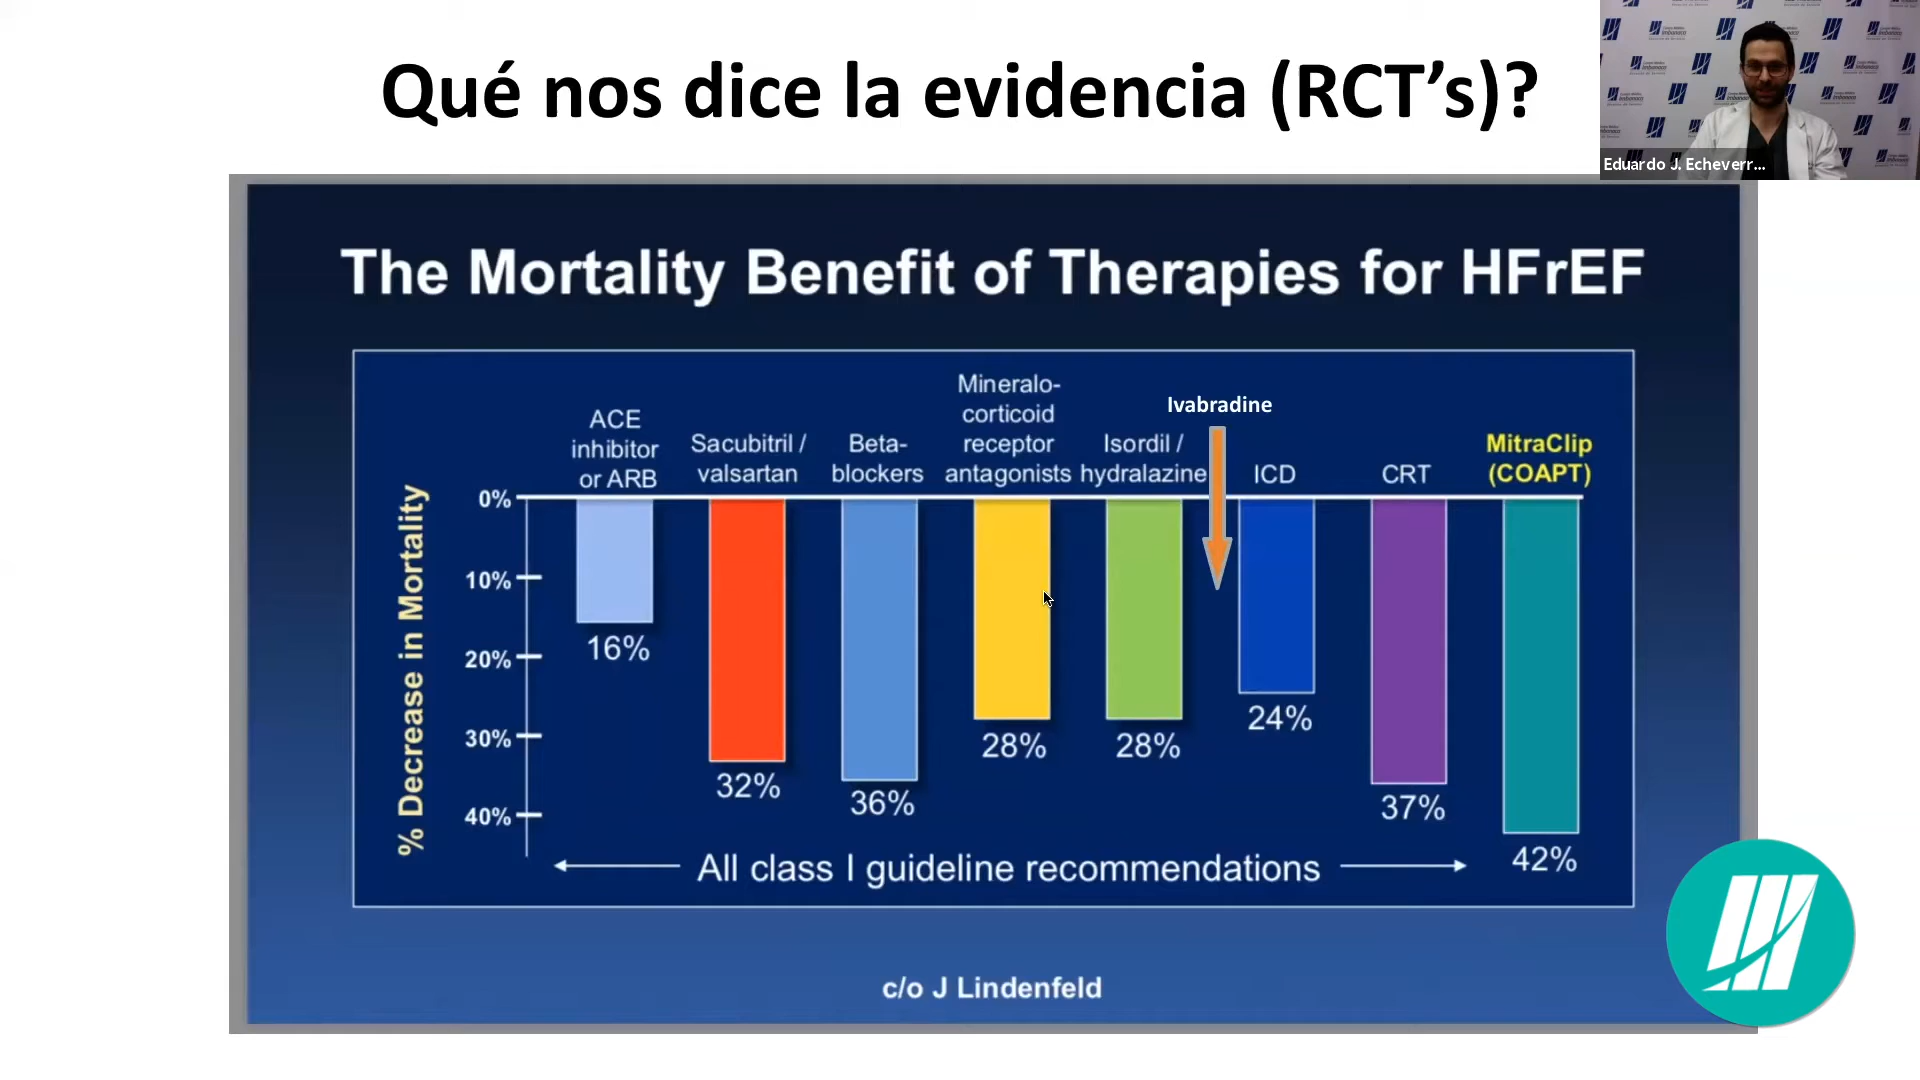 Qué nos dice la evidencia (RCT’s)?
Eduardo J. Echeverr...
The Mortality Benefit of Therapies for HFrEF
ACE
inhibitor
or ARB
Sacubitril /
valsartan
Beta-
blockers
Mineralo-
corticoid
receptor
antagonists
Isordil /
hydralazine
Ivabradine
ICD
CRT
MitraClip
(COAPT)
% Decrease in Mortality
0%
10%
20%
30%
40%
16%
32%
36%
28%
28%
24%
37%
42%
All class I guideline recommendations
c/o J Lindenfeld